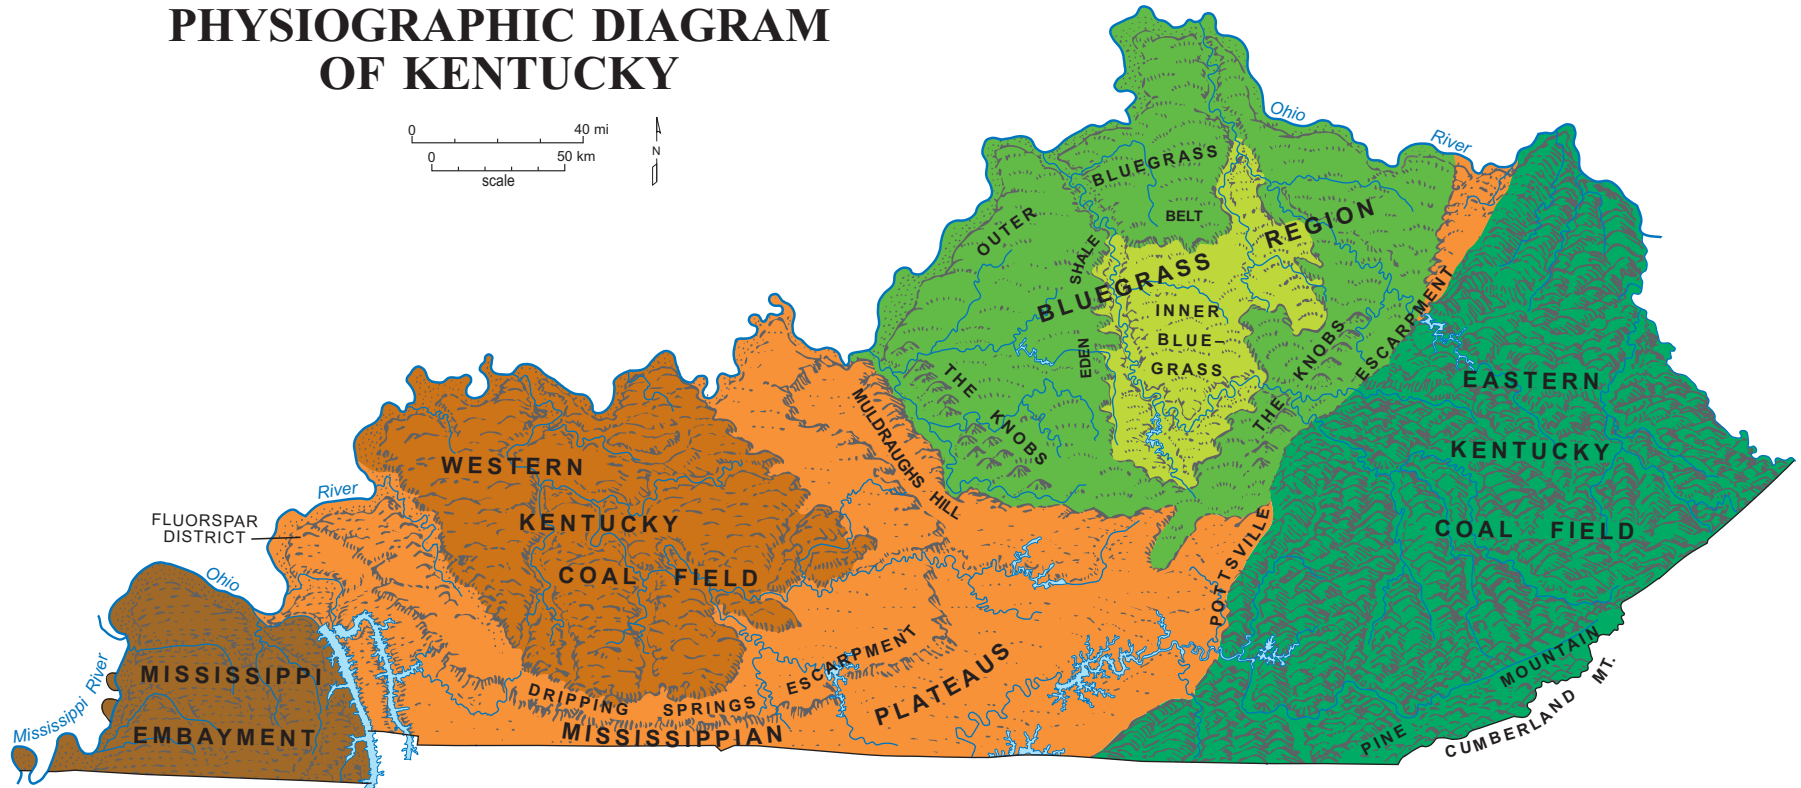 PHYSIOGRAPHIC DIAGRAM
OF KENTUCKY
0 40 mi
0 50 km
scale
N
Ohio
River
BLUEGRASS
BELT
OUTER
SHALE
EDEN
BLUEGRASS
REGION
INNER
BLUE–
GRASS
THE
KNOBS
THE
KNOBS
ESCARPMENT
POTTSVILLE
EASTERN
KENTUCKY
COAL FIELD
MULDRAUGHS HILL
WESTERN
KENTUCKY
COAL FIELD
River
FLUORSPAR
DISTRICT
Ohio
Mississippi River
MISSISSIPPI
EMBAYMENT
DRIPPING SPRINGS ESCARPMENT
MISSISSIPPIAN
PLATEAUS
PINE
MOUNTAIN
CUMBERLAND MT.